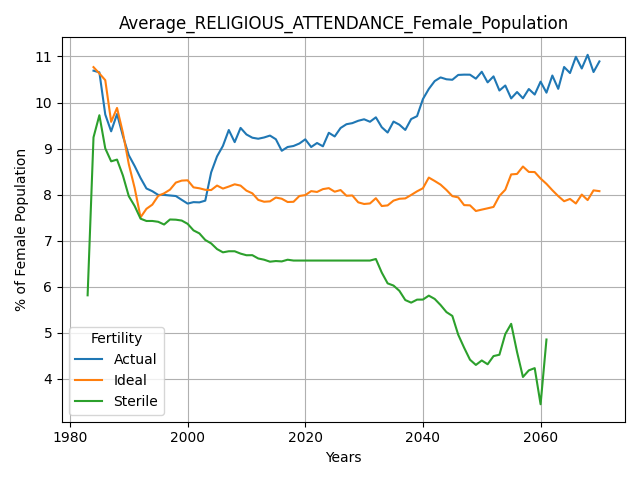 Average_RELIGIOUS_ATTENDANCE_Female_Population
% of Female Population
11
10
9
8
7
6
5
4
Fertility
Actual
Ideal
Sterile
1980
2000
2020
2040
2060
Years